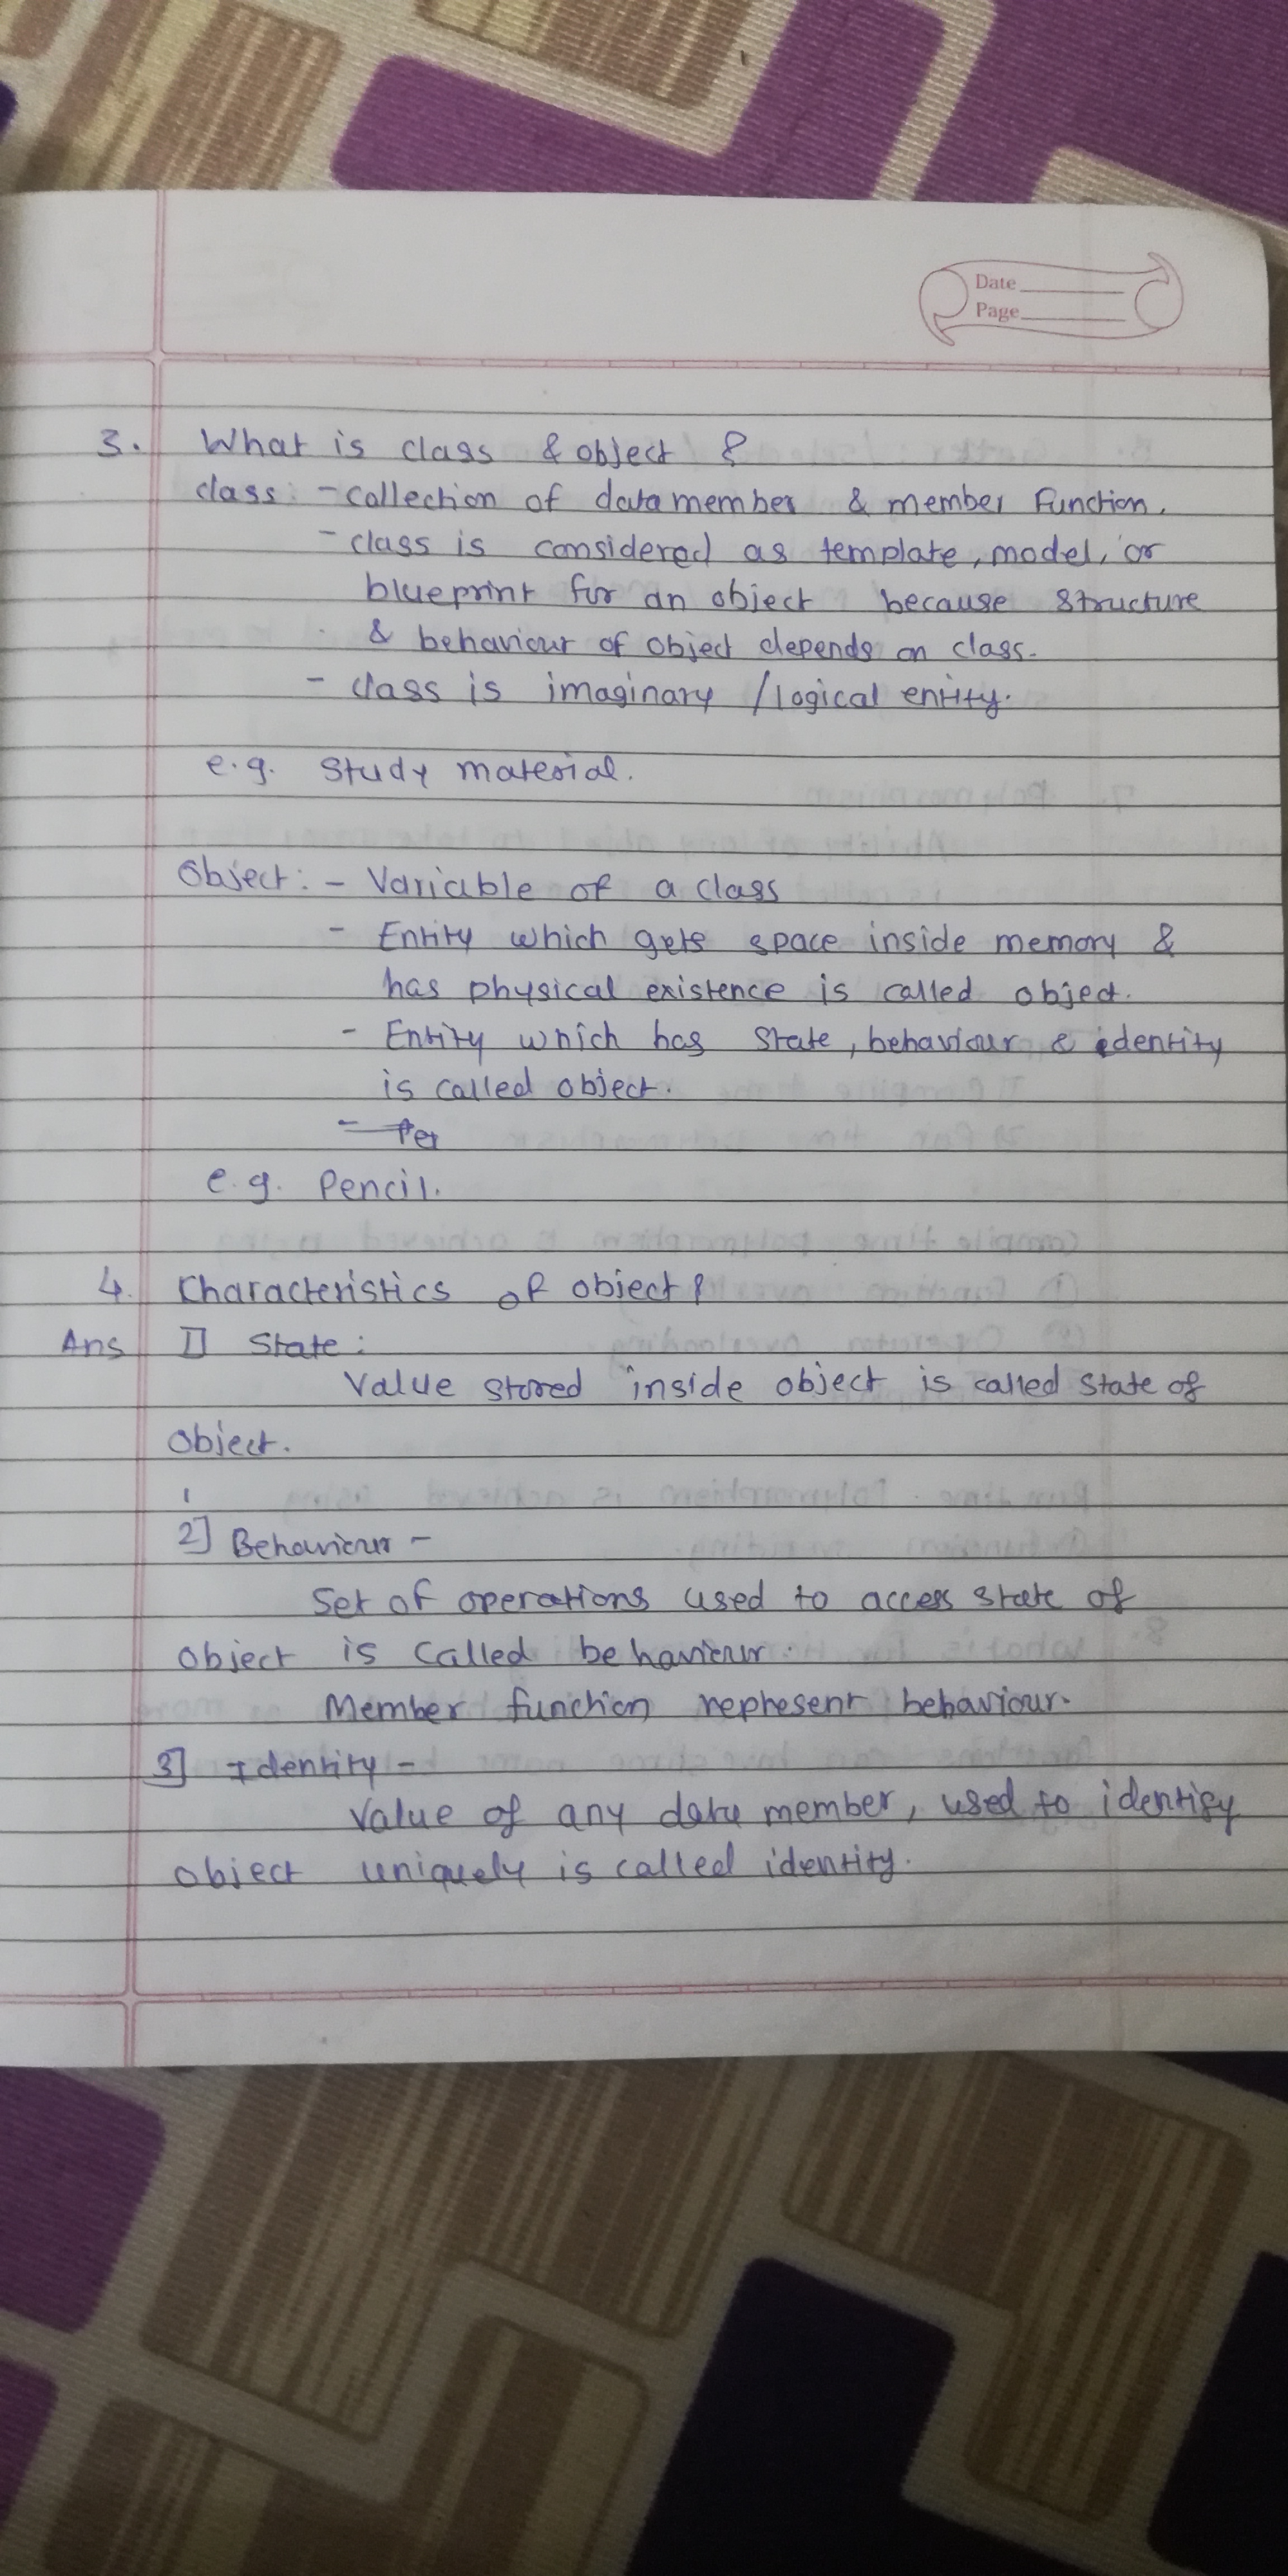 Date
Page
3. What is class & object ?
class: - collection of data member & member function.
- class is considered as template, model, or
blueprint for an object because structure
& behaviour of object depends on class.
- class is imaginary / logical entity.
e.g. Study material.
Object: - Variable of a class
- Entity which gets space inside memory &
has physical existence is called object.
- Entity which has state, behaviour & identity
is called object.
e.g. Pencil.
4. Characteristics of object?
Ans 1] State:
Value stored inside object is called state of
object.
2] Behaviour -
Set of operations used to access state of
object is called behaviour.
Member function represent behaviour.
3] Identity -
Value of any data member, used to identify
object uniquely is called identity.